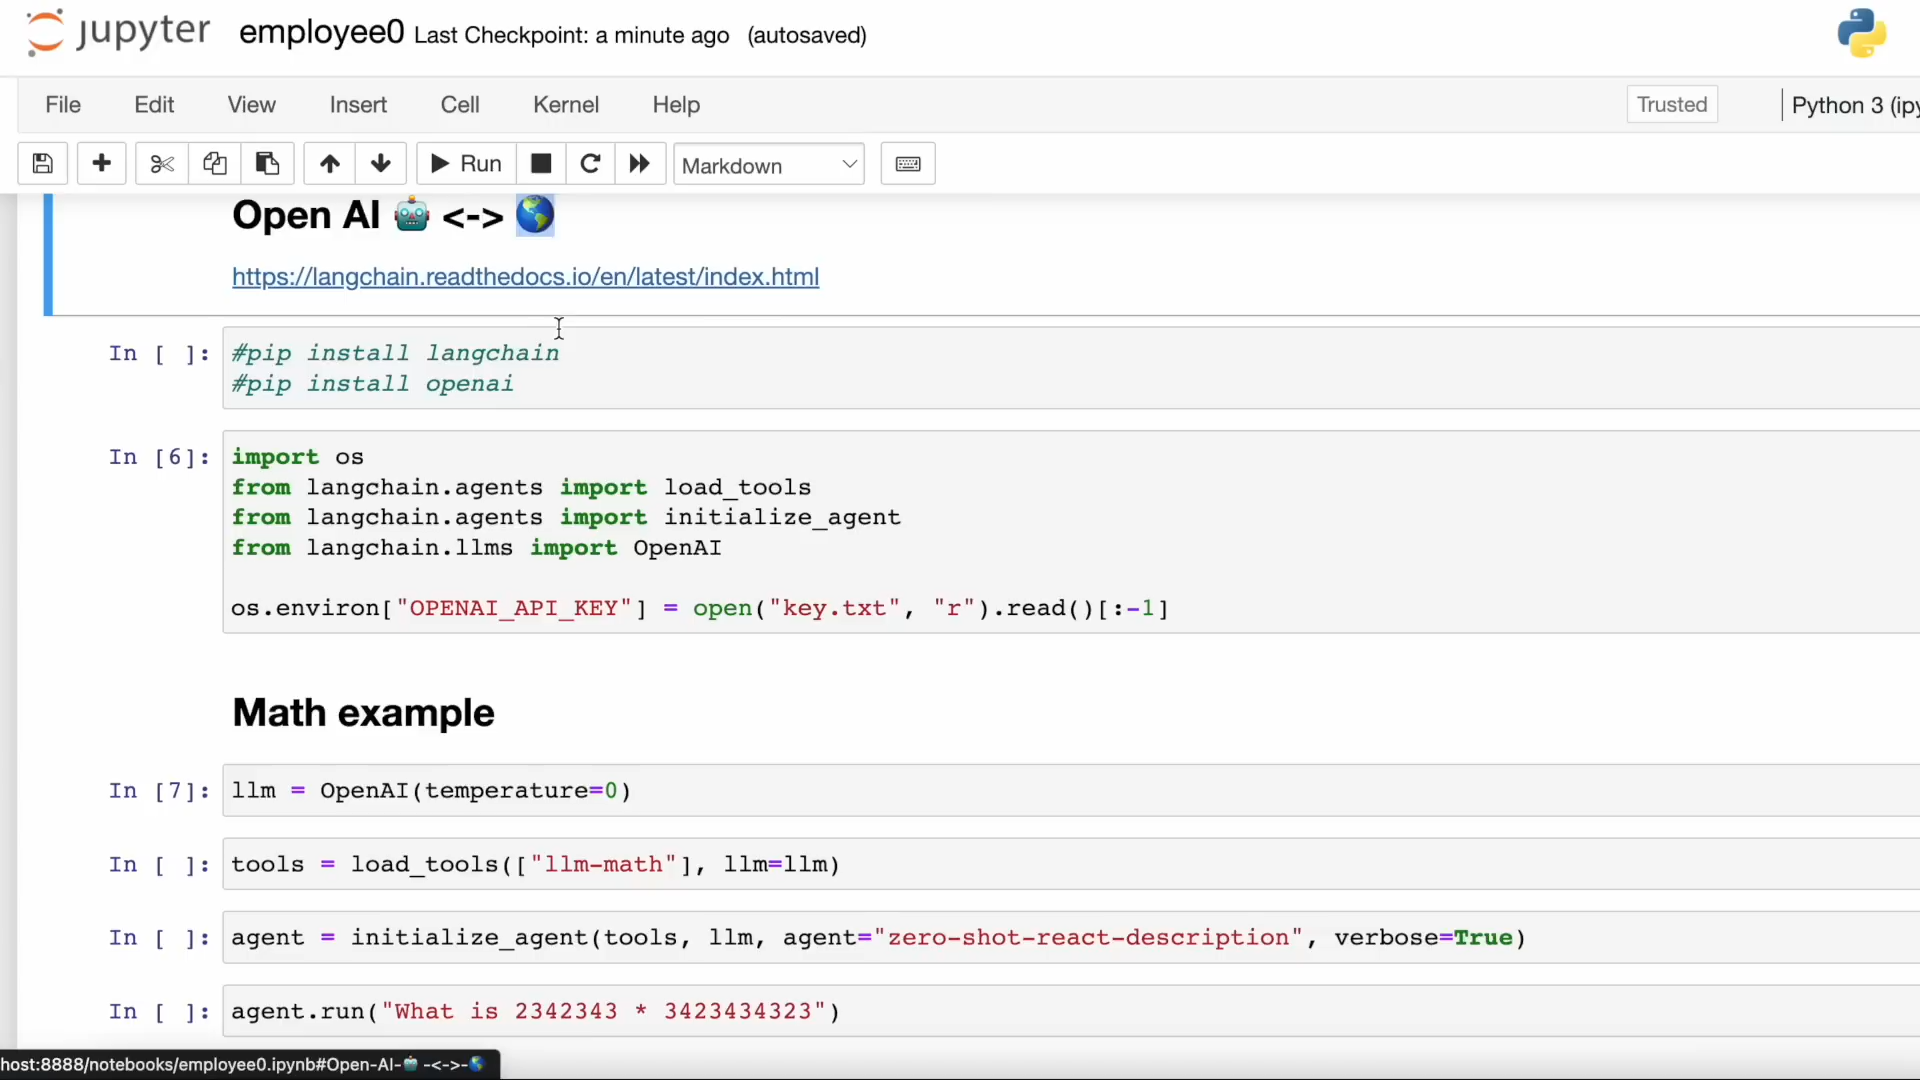 jupyter employee0 Last Checkpoint: a minute ago (autosaved)
File Edit View Insert Cell Kernel Help Trusted Python 3 (ipy
Run Markdown
Open AI 🤖 <-> 🌎
https://langchain.readthedocs.io/en/latest/index.html
In [ ]: #pip install langchain
#pip install openai
In [6]: import os
from langchain.agents import load_tools
from langchain.agents import initialize_agent
from langchain.llms import OpenAI
os.environ["OPENAI_API_KEY"] = open("key.txt", "r").read()[:-1]
Math example
In [7]: llm = OpenAI(temperature=0)
In [ ]: tools = load_tools(["llm-math"], llm=llm)
In [ ]: agent = initialize_agent(tools, llm, agent="zero-shot-react-description", verbose=True)
In [ ]: agent.run("What is 2342343 * 3423434323")
host:8888/notebooks/employee0.ipynb#Open-AI-🤖-<->-🌎